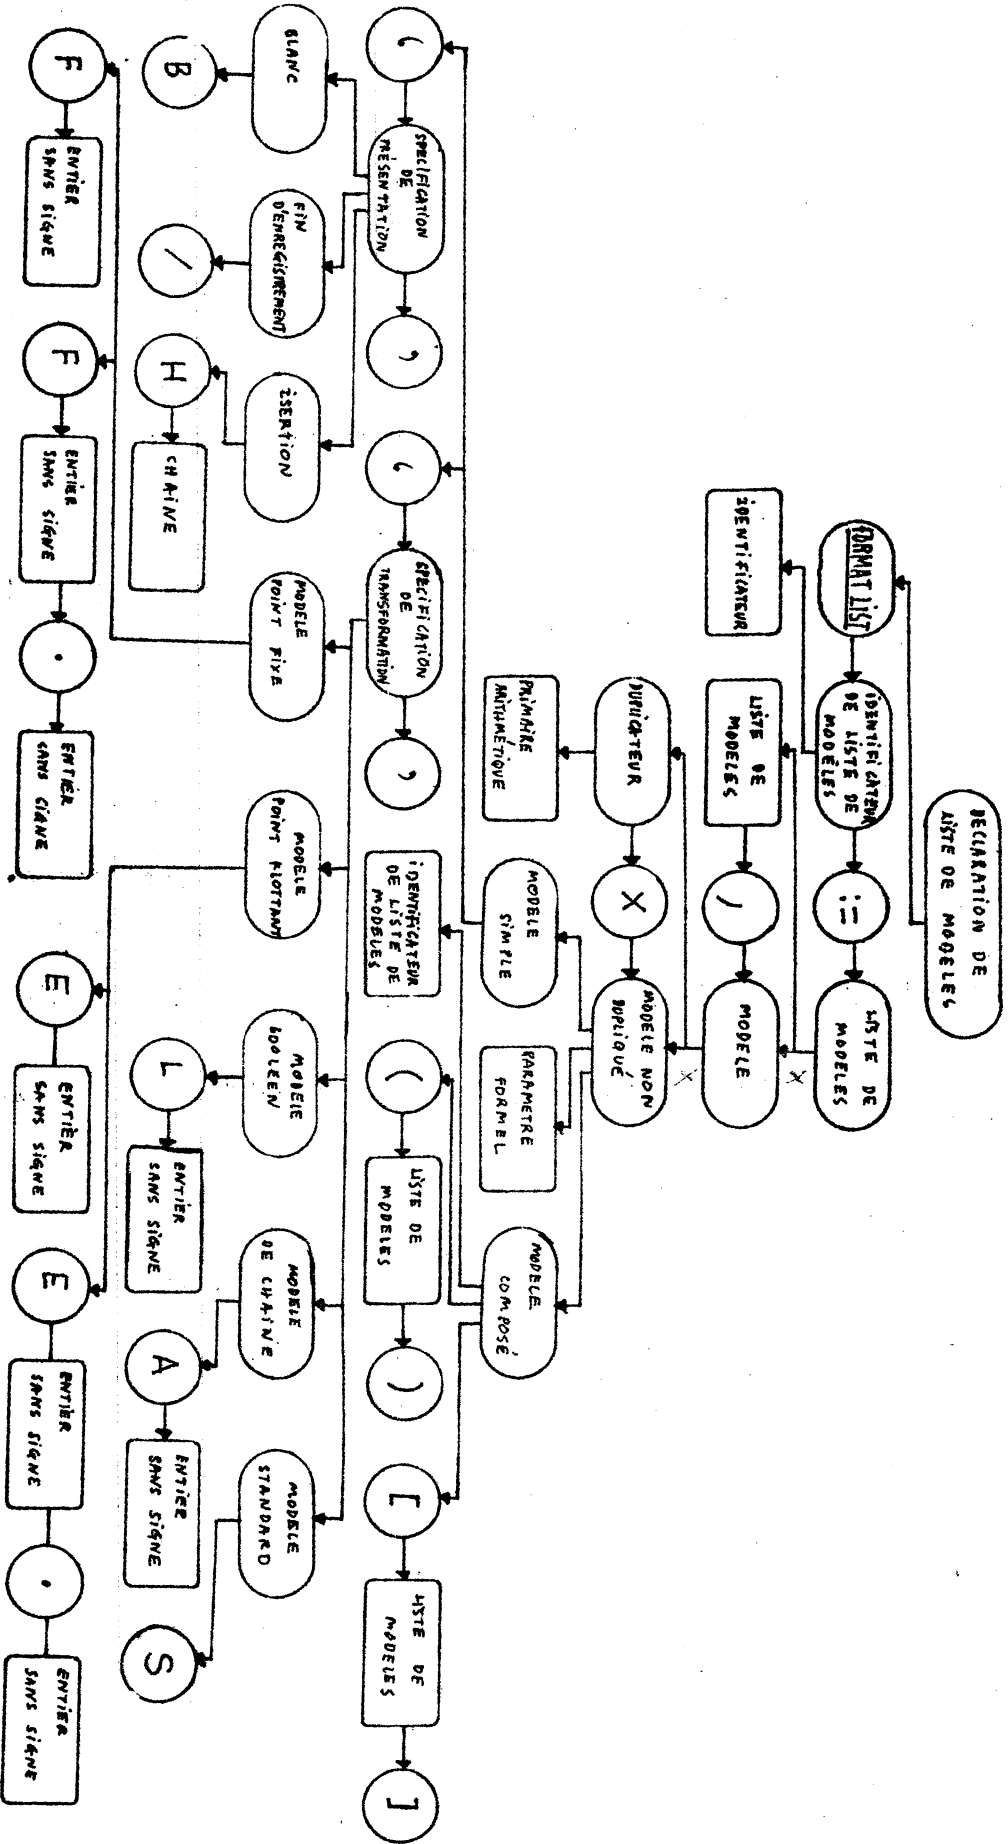 DECLARATION DE
LISTE DE MODELES
FORMAT LIST
IDENTIFICATEUR
DE LISTE DE
MODÈLES
:=
LISTE DE
MODELES
IDENTIFICATEUR
LISTE DE
MODELES
,
MODELE
X
X
DUPLICATEUR
X
MODELE NON
DUPLIQUÉ
PRIMAIRE
ARITHMÉTIQUE
MODELE
SIMPLE
PARAMETRE
FORMEL
MODELE
COMPOSÉ
‘
SPECIFICATION
DE
PRÉSENTATION
’
‘
SPECIFICATION
DE
TRANSFORMATION
’
IDENTIFICATEUR
DE LISTE DE
MODELES
(
LISTE DE
MODELES
)
[
LISTE DE
MODELES
]
BLANC
FIN
D'ENREGISTREMENT
ISERTION
MODELE
POINT FIXE
MODELE
POINT FLOTTANT
MODELE
BOOLEEN
MODELE
DE CHAINE
MODELE
STANDARD
B
/
H
CHAINE
L
ENTIER
SANS SIGNE
A
ENTIER
SANS SIGNE
S
F
ENTIER
SANS SIGNE
F
ENTIER
SANS SIGNE
.
ENTIER
SANS SIGNE
E
ENTIER
SANS SIGNE
E
ENTIER
SANS SIGNE
.
ENTIER
SANS SIGNE